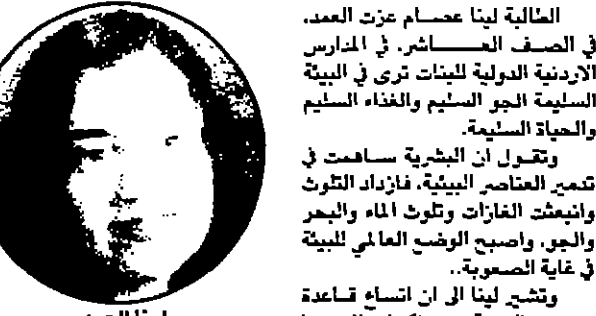 الطالبة لينا عصام عزت العمد،
في الصف العاشر، في المدارس
الاردنية الدولية للبنات ترى في البيئة
السليمة الجو السليم والغذاء السليم
والحياة السليمة.
وتقول ان البشرية ساهمت في
تدمير العناصر البيئية، فازداد التلوث
وانبعثت الغازات وتلوث الماء والبحر
والجو، واصبح الوضع العالمي للبيئة
في غاية الصعوبة..
وتشير لينا الى ان اتساع قاعدة